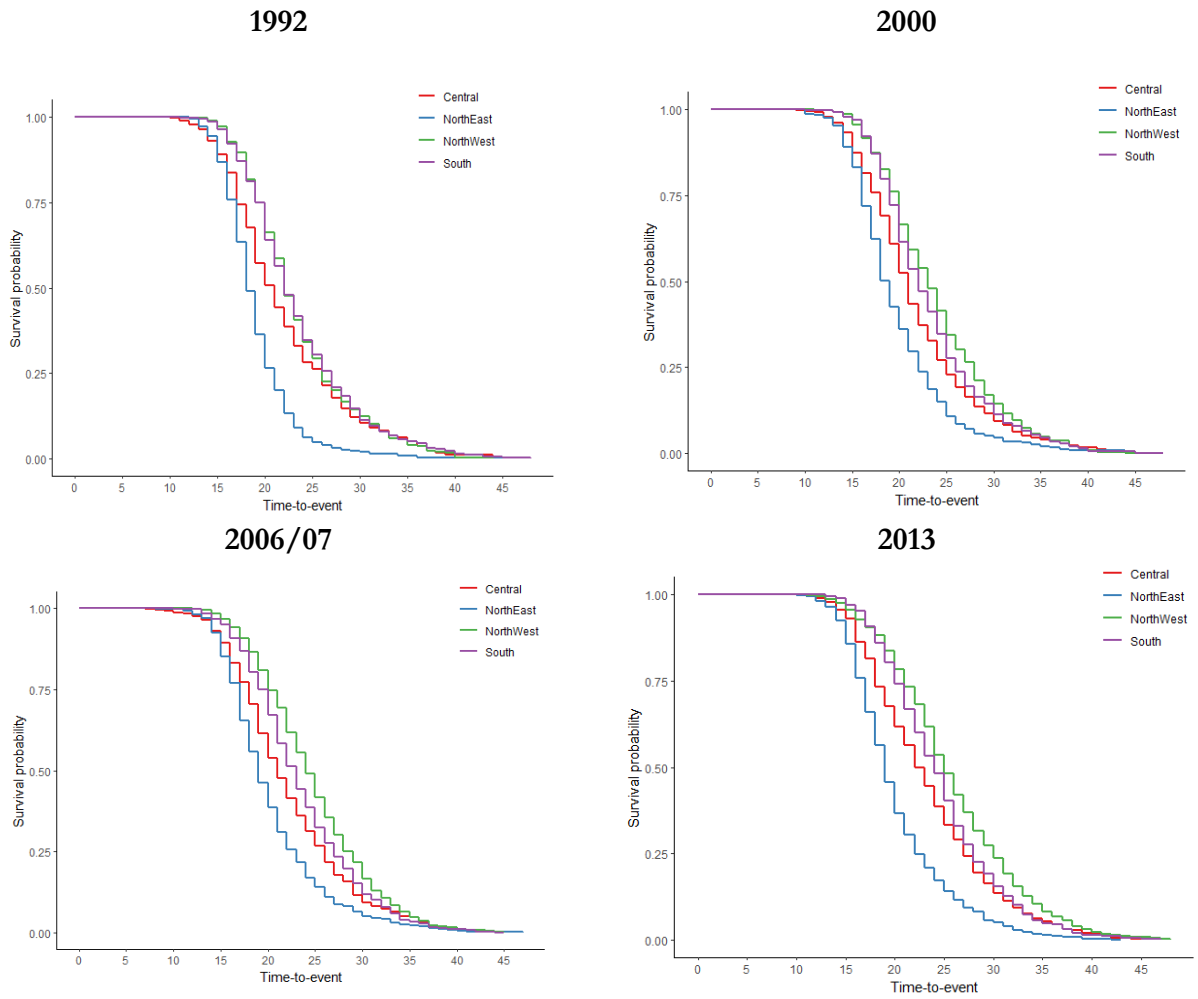 1992
Central
NorthEast
NorthWest
South
1.00
0.75
0.50
0.25
0.00
Survival probability
0 5 10 15 20 25 30 35 40 45
Time-to-event
2000
Central
NorthEast
NorthWest
South
1.00
0.75
0.50
0.25
0.00
Survival probability
0 5 10 15 20 25 30 35 40 45
Time-to-event
2006/07
Central
NorthEast
NorthWest
South
1.00
0.75
0.50
0.25
0.00
Survival probability
0 5 10 15 20 25 30 35 40 45
Time-to-event
2013
Central
NorthEast
NorthWest
South
1.00
0.75
0.50
0.25
0.00
Survival probability
0 5 10 15 20 25 30 35 40 45
Time-to-event